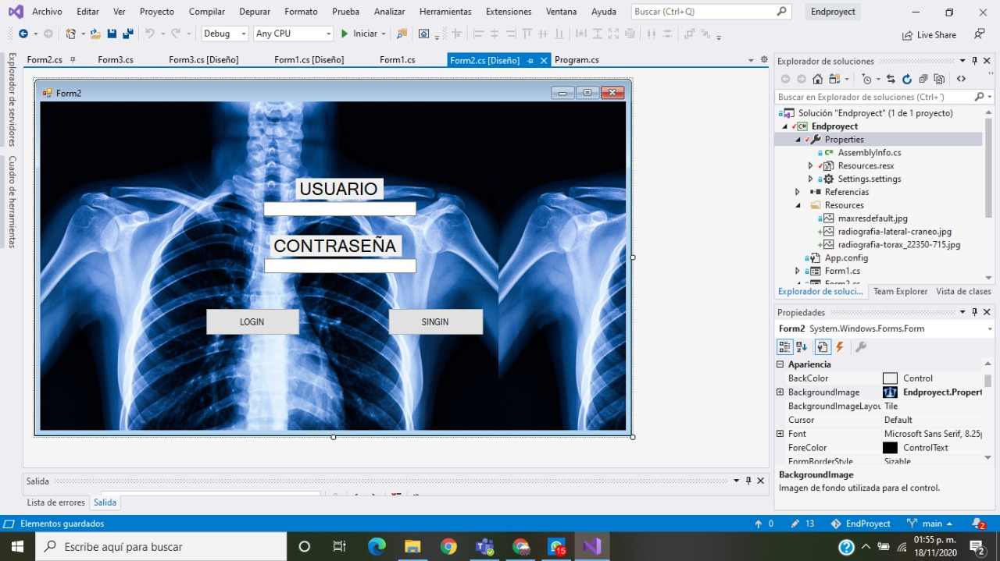 Archivo Editar Ver Proyecto Compilar Depurar Formato Prueba Analizar Herramientas Extensiones Ventana Ayuda Buscar (Ctrl+Q) Endproyect
Debug Any CPU Iniciar Live Share
Form2.cs Form3.cs Form3.cs [Diseño] Form1.cs [Diseño] Form1.cs Form2.cs [Diseño] Program.cs
Explorador de servidores
Cuadro de herramientas
Form2
USUARIO
CONTRASEÑA
LOGIN SINGIN
Explorador de soluciones
Buscar en Explorador de soluciones (Ctrl+´)
Solución "Endproyect" (1 de 1 proyecto)
Endproyect
Properties
AssemblyInfo.cs
Resources.resx
Settings.settings
Referencias
Resources
maxresdefault.jpg
radiografia-lateral-craneo.jpg
radiografia-torax_22350-715.jpg
App.config
Form1.cs
Form2.cs
Explorador de soluci... Team Explorer Vista de clases
Propiedades
Form2 System.Windows.Forms.Form
Apariencia
BackColor Control
BackgroundImage Endproyect.Propert
BackgroundImageLayou Tile
Cursor Default
Font Microsoft Sans Serif, 8.25p
ForeColor ControlText
FormBorderStyle Sizable
BackgroundImage
Imagen de fondo utilizada para el control.
Salida
Lista de errores Salida
Elementos guardados 0 13 EndProyect main 2
Escribe aquí para buscar 15 01:55 p. m.
18/11/2020 2